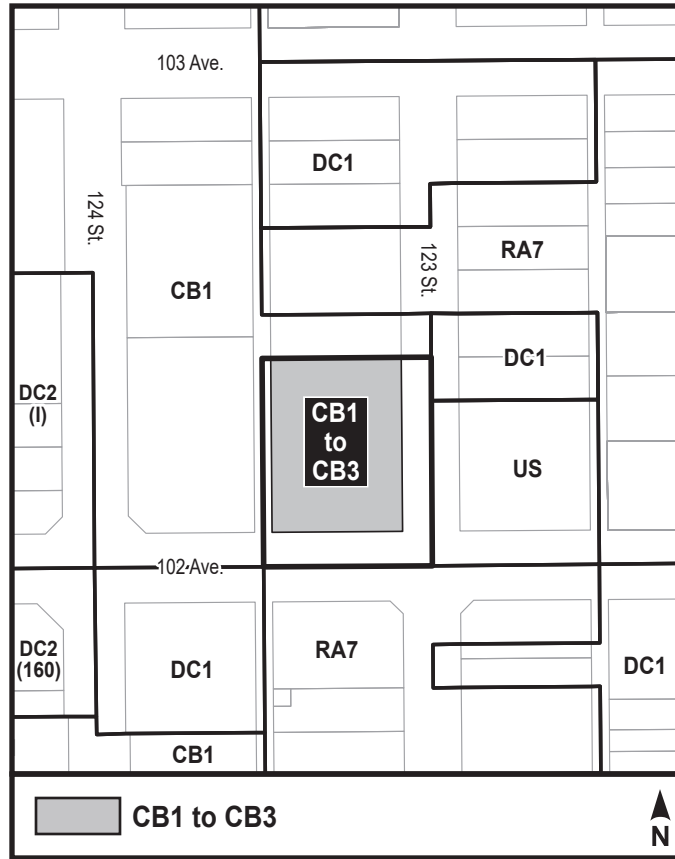 103 Ave.
DC1
124 St.
123 St.
RA7
CB1
DC1
DC2
(I)
CB1
to
CB3
US
102 Ave.
DC2
(160)
DC1
RA7
DC1
CB1
CB1 to CB3
N